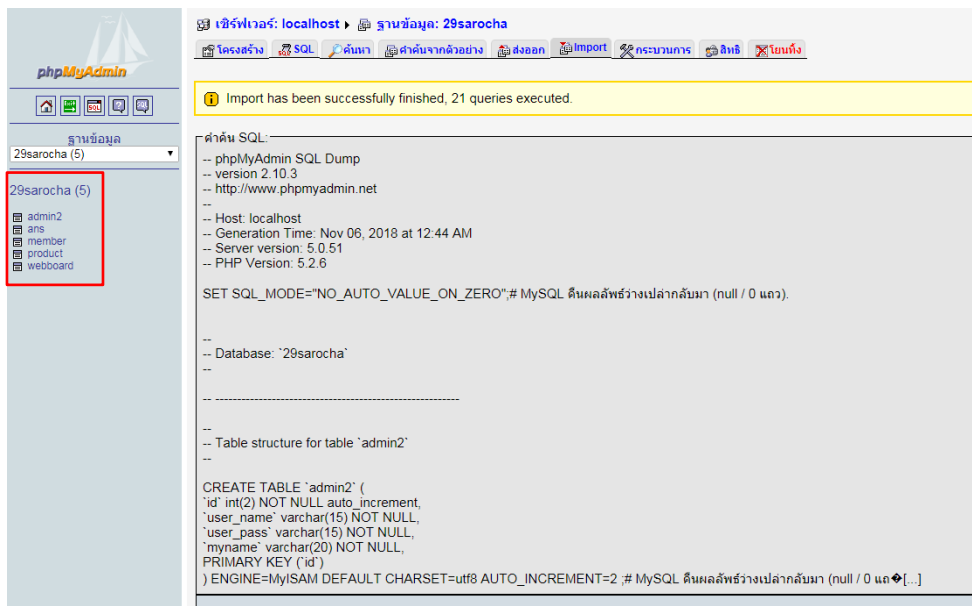 phpMyAdmin
ฐานข้อมูล
29sarocha (5)
29sarocha (5)
admin2
ans
member
product
webboard
เซิร์ฟเวอร์: localhost ฐานข้อมูล: 29sarocha
โครงสร้าง SQL ค้นหา คำค้นจากตัวอย่าง ส่งออก Import กระบวนการ สิทธิ โยนทิ้ง
Import has been successfully finished, 21 queries executed.
คำค้น SQL:
-- phpMyAdmin SQL Dump
-- version 2.10.3
-- http://www.phpmyadmin.net
--
-- Host: localhost
-- Generation Time: Nov 06, 2018 at 12:44 AM
-- Server version: 5.0.51
-- PHP Version: 5.2.6
SET SQL_MODE="NO_AUTO_VALUE_ON_ZERO";# MySQL คืนผลลัพธ์ว่างเปล่ากลับมา (null / 0 แถว).
--
-- Database: `29sarocha`
--
-- --------------------------------------------------------
--
-- Table structure for table `admin2`
--
CREATE TABLE `admin2` (
`id` int(2) NOT NULL auto_increment,
`user_name` varchar(15) NOT NULL,
`user_pass` varchar(15) NOT NULL,
`myname` varchar(20) NOT NULL,
PRIMARY KEY (`id`)
) ENGINE=MyISAM DEFAULT CHARSET=utf8 AUTO_INCREMENT=2 ;# MySQL คืนผลลัพธ์ว่างเปล่ากลับมา (null / 0 แถ�[...]